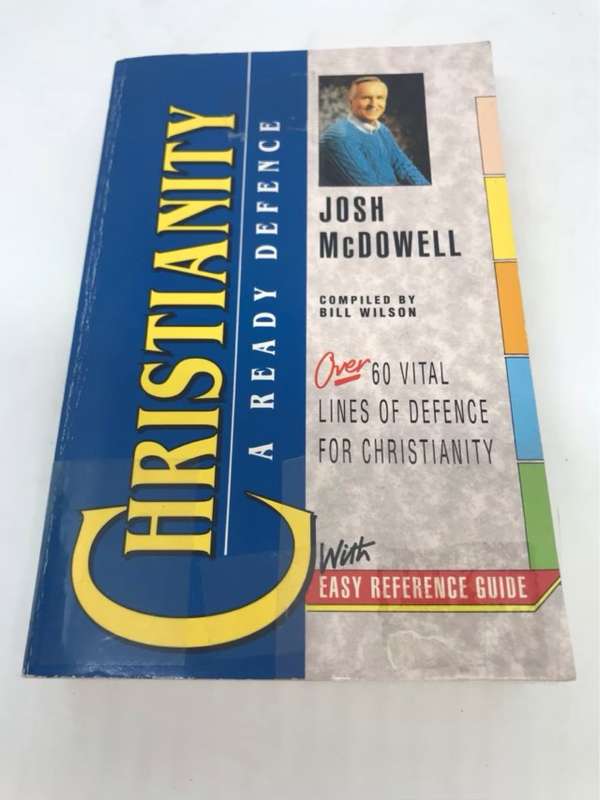 CHRISTIANITY
A READY DEFENCE
JOSH
McDOWELL
COMPILED BY
BILL WILSON
Over 60 VITAL
LINES OF DEFENCE
FOR CHRISTIANITY
With
EASY REFERENCE GUIDE